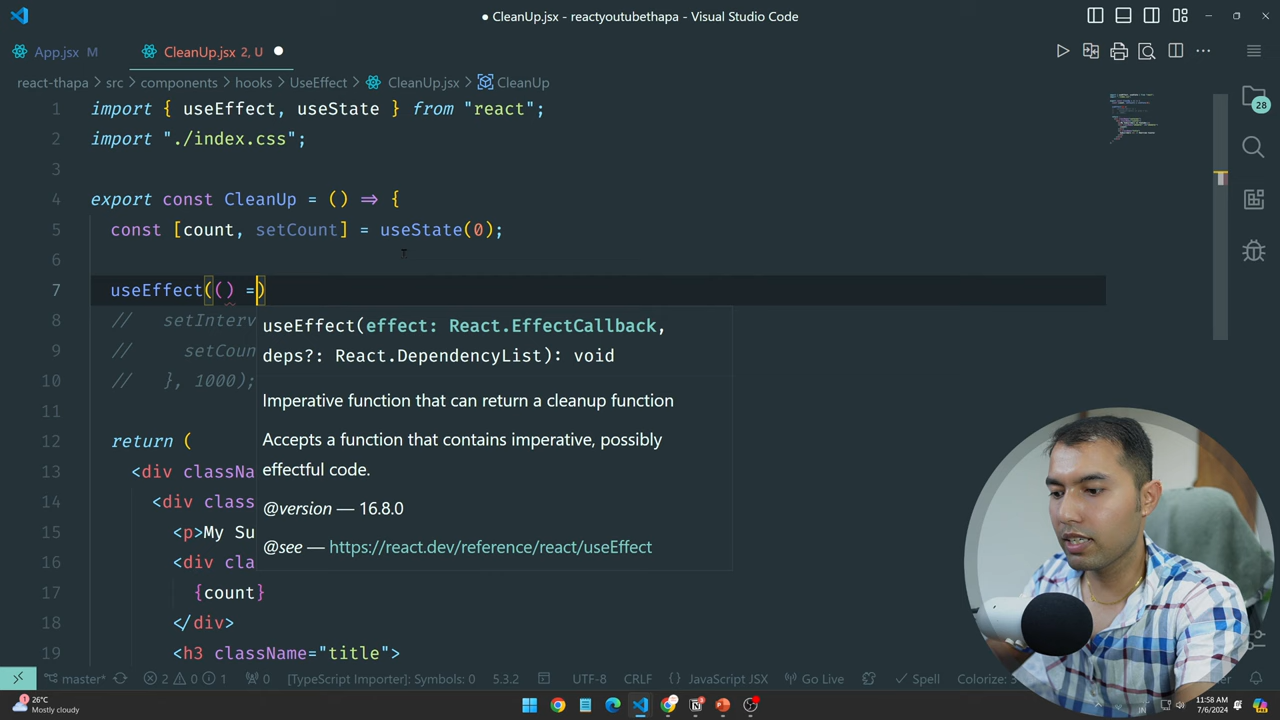 ● CleanUp.jsx - reactyoutubethapa - Visual Studio Code
App.jsx M
CleanUp.jsx 2, U ●
react-thapa > src > components > hooks > UseEffect > CleanUp.jsx > CleanUp
28
1 import { useEffect, useState } from "react";
2 import "./index.css";
3
4 export const CleanUp = () => {
5 const [count, setCount] = useState(0);
6
7 useEffect(() =)
8 // setInterv
9 // setCoun
10 // }, 1000);
11
12 return (
13 <div classNa
14 <div class
15 <p>My Su
16 <div cla
17 {count}
18 </div>
19 <h3 className="title">
useEffect(effect: React.EffectCallback,
deps?: React.DependencyList): void
Imperative function that can return a cleanup function
Accepts a function that contains imperative, possibly
effectful code.
@version — 16.8.0
@see — https://react.dev/reference/react/useEffect
master 2 0 1 0 [TypeScript Importer]: Symbols: 0 5.3.2 UTF-8 CRLF { } JavaScript JSX Go Live Spell Colorize: 3
1 26°C
Mostly cloudy
11:58 AM
7/6/2024